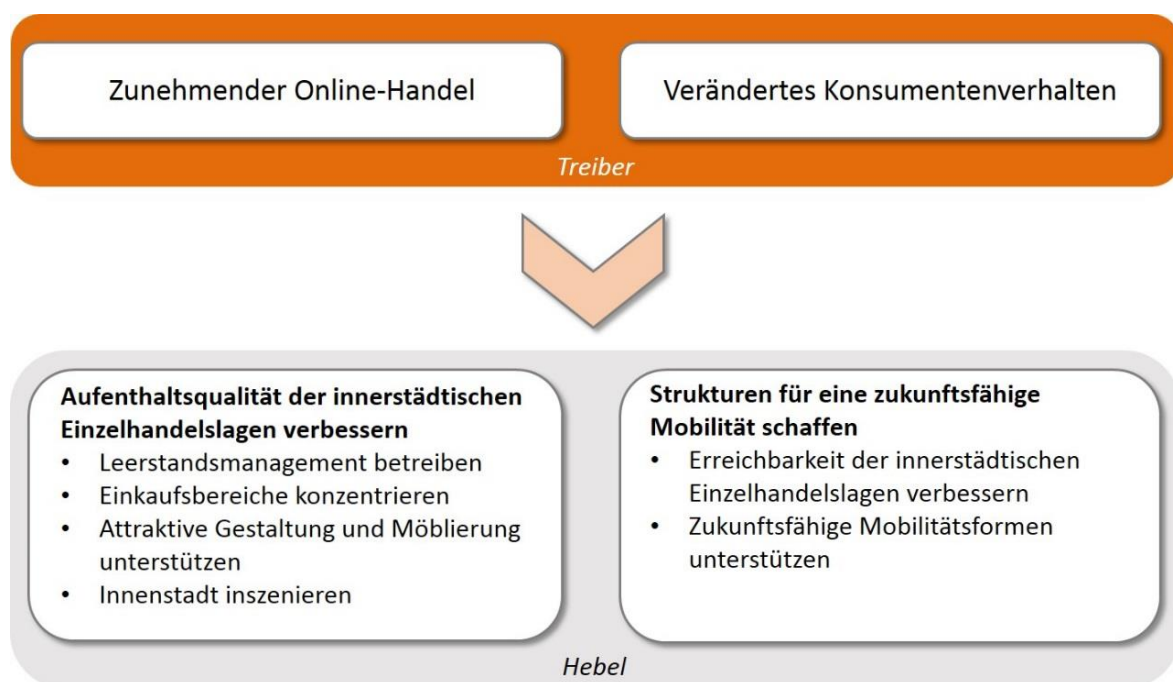 Zunehmender Online-Handel
Verändertes Konsumentenverhalten
Treiber
Aufenthaltsqualität der innerstädtischen
Einzelhandelslagen verbessern
• Leerstandsmanagement betreiben
• Einkaufsbereiche konzentrieren
• Attraktive Gestaltung und Möblierung
unterstützen
• Innenstadt inszenieren
Strukturen für eine zukunftsfähige
Mobilität schaffen
• Erreichbarkeit der innerstädtischen
Einzelhandelslagen verbessern
• Zukunftsfähige Mobilitätsformen
unterstützen
Hebel